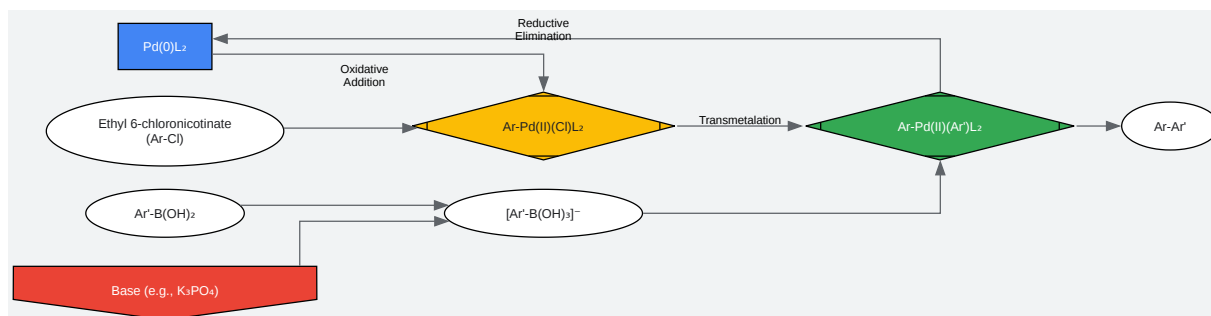 Reductive
Elimination
Pd(0)L₂
Oxidative
Addition
Ethyl 6-chloronicotinate
(Ar-Cl)
Ar-Pd(II)(Cl)L₂
Transmetalation
Ar-Pd(II)(Ar')L₂
Ar-Ar'
Ar'-B(OH)₂
[Ar'-B(OH)₃]⁻
Base (e.g., K₃PO₄)